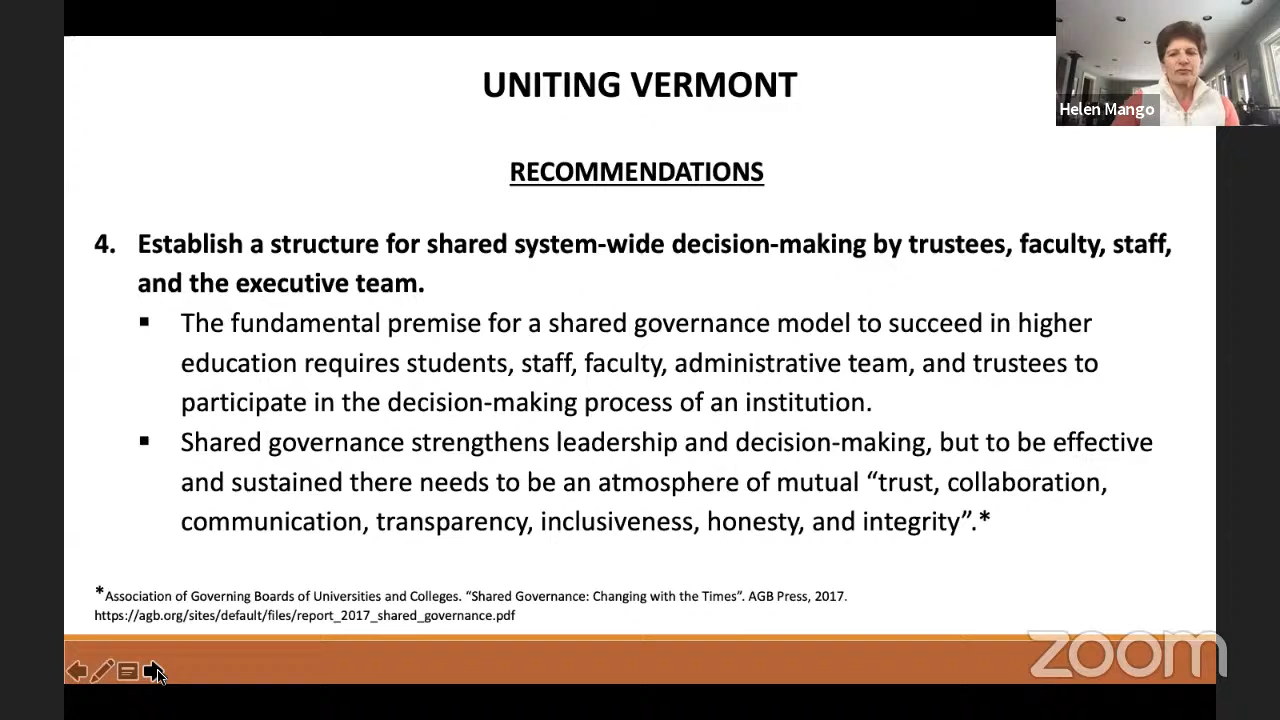 UNITING VERMONT
Helen Mango
RECOMMENDATIONS
4. Establish a structure for shared system-wide decision-making by trustees, faculty, staff,
and the executive team.
▪ The fundamental premise for a shared governance model to succeed in higher
education requires students, staff, faculty, administrative team, and trustees to
participate in the decision-making process of an institution.
▪ Shared governance strengthens leadership and decision-making, but to be effective
and sustained there needs to be an atmosphere of mutual “trust, collaboration,
communication, transparency, inclusiveness, honesty, and integrity”.*
*Association of Governing Boards of Universities and Colleges. “Shared Governance: Changing with the Times”. AGB Press, 2017.
https://agb.org/sites/default/files/report_2017_shared_governance.pdf
zoom